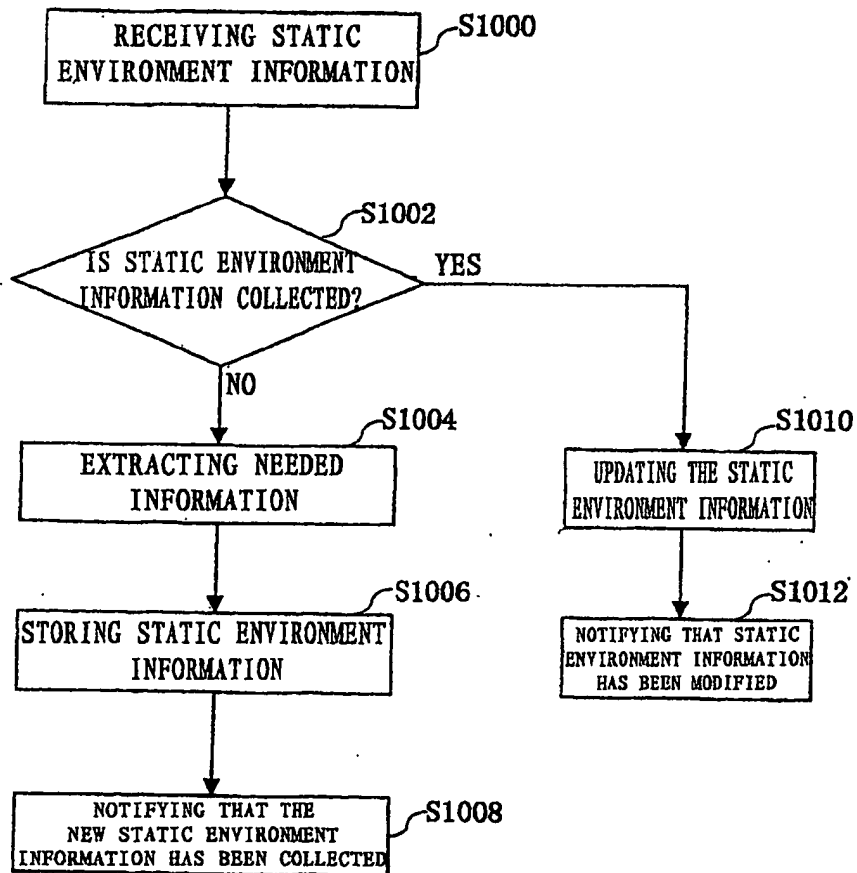 RECEIVING STATIC
ENVIRONMENT INFORMATION
S1000
S1002
IS STATIC ENVIRONMENT
INFORMATION COLLECTED?
YES
NO
S1004
EXTRACTING NEEDED
INFORMATION
S1006
STORING STATIC ENVIRONMENT
INFORMATION
NOTIFYING THAT THE
NEW STATIC ENVIRONMENT
INFORMATION HAS BEEN COLLECTED
S1008
S1010
UPDATING THE STATIC
ENVIRONMENT INFORMATION
S1012
NOTIFYING THAT STATIC
ENVIRONMENT INFORMATION
HAS BEEN MODIFIED